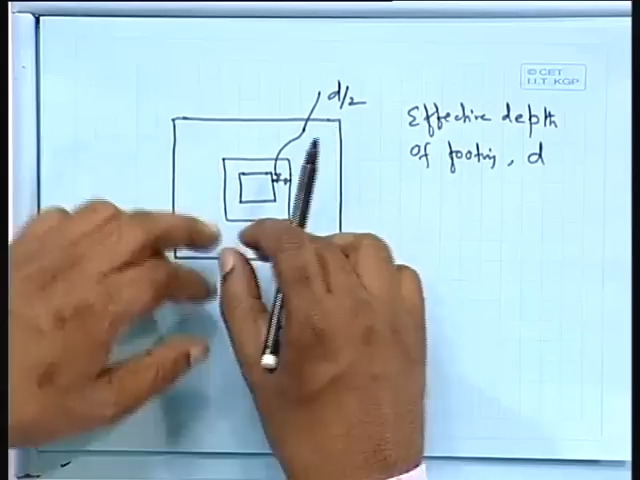 d/2
Effective depth
of footing, d
© CET
I.I.T. KGP